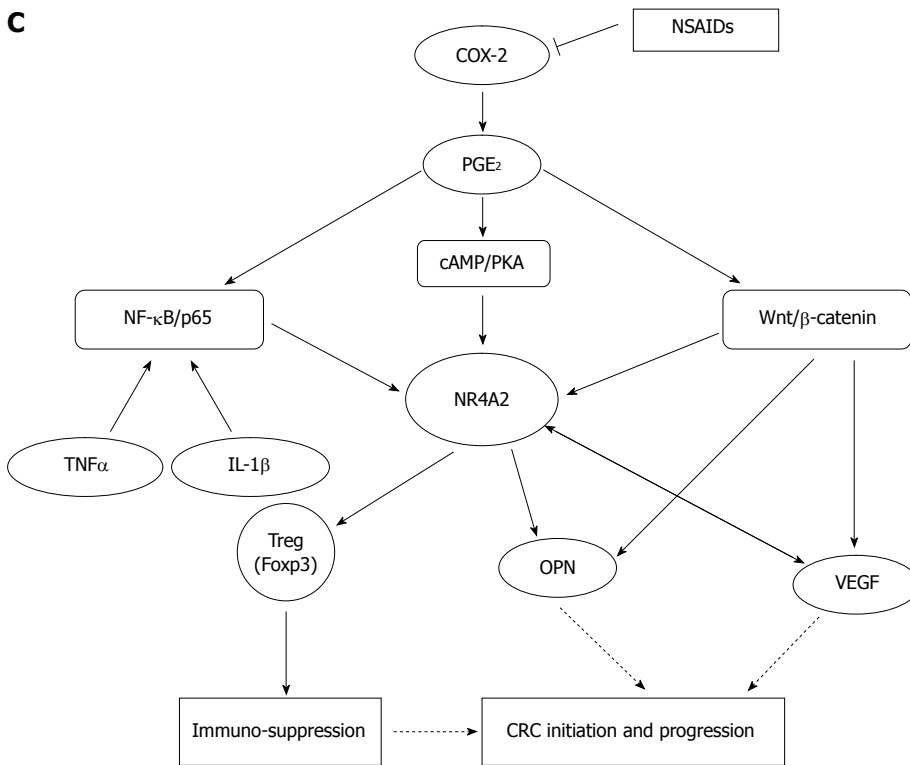 C
NSAIDs
COX-2
PGE₂
cAMP/PKA
NF-κB/p65
Wnt/β-catenin
NR4A2
TNFα
IL-1β
Treg
(Foxp3)
OPN
VEGF
Immuno-suppression
CRC initiation and progression